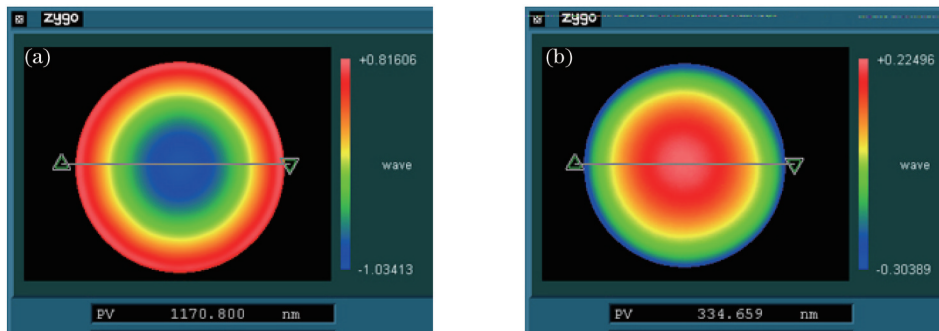 zygo
(a)
+0.81606
wave
-1.03413
PV 1170.800 nm
zygo
(b)
+0.22496
wave
-0.30389
PV 334.659 nm